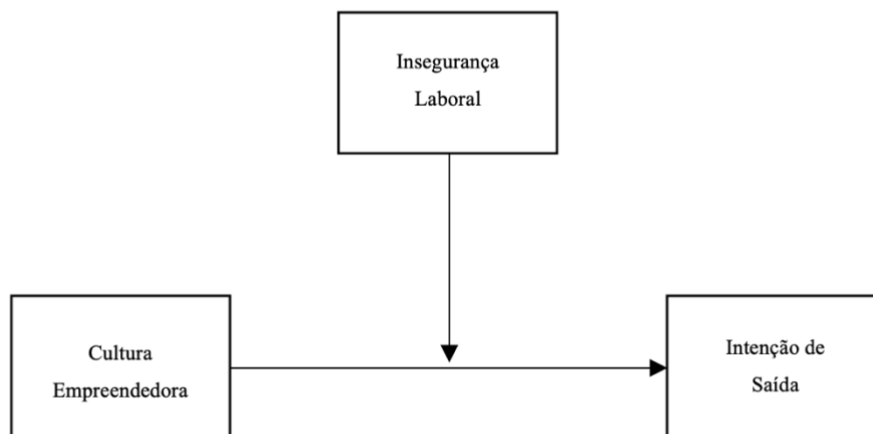 Insegurança
Laboral
Cultura
Empreendedora
Intenção de
Saída